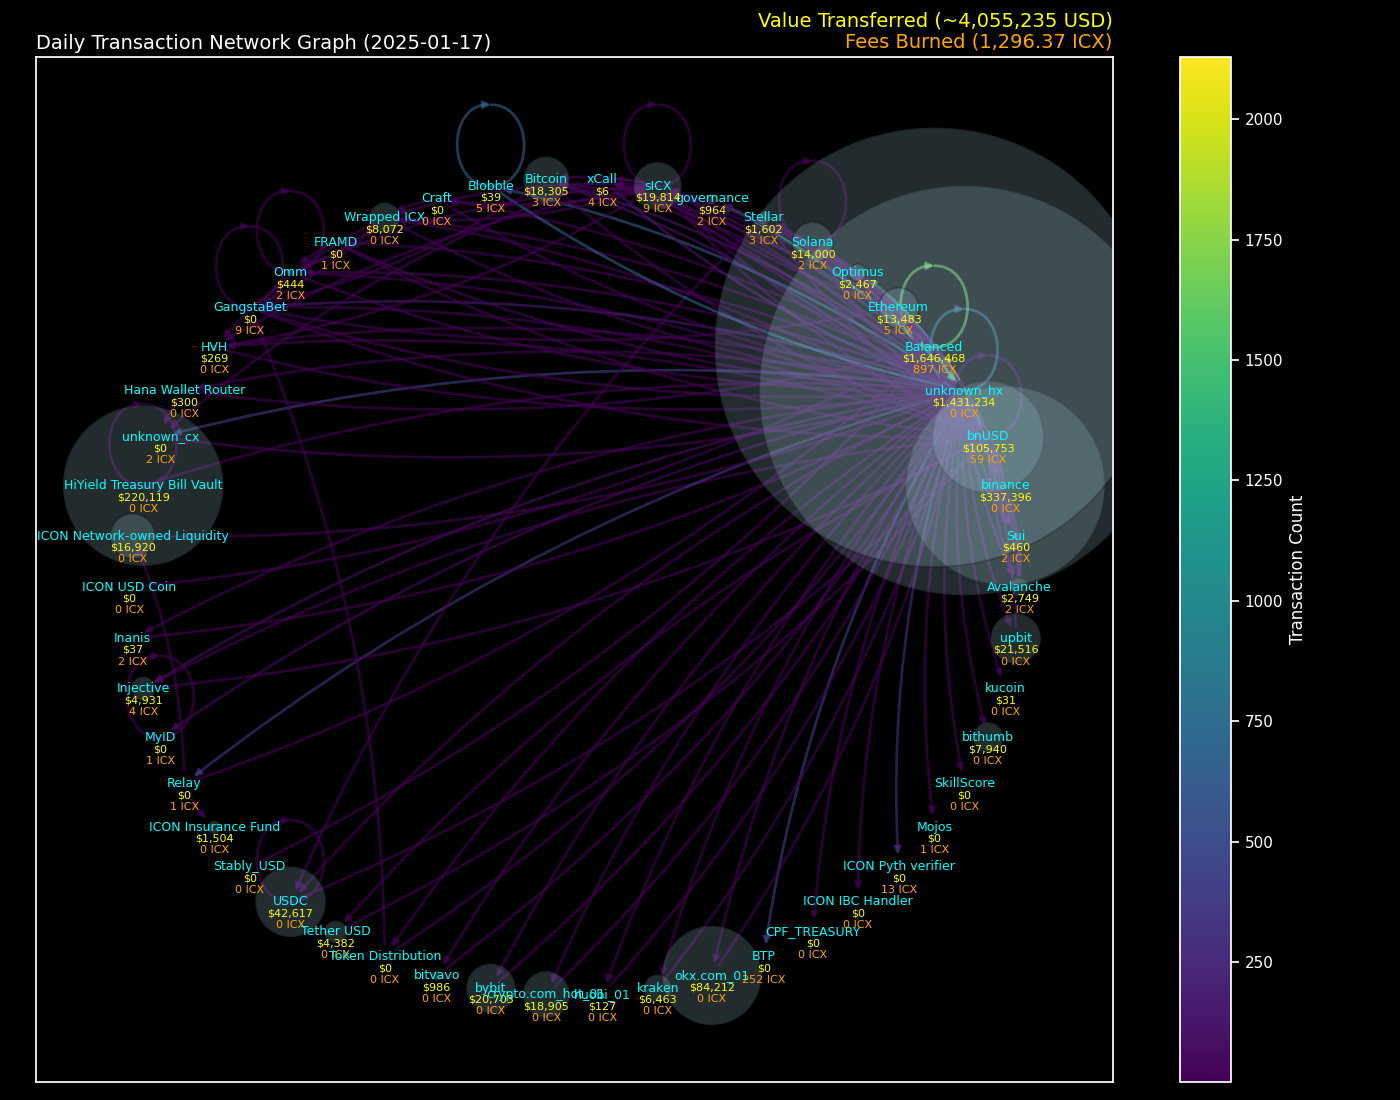 Value Transferred (~4,055,235 USD)
Daily Transaction Network Graph (2025-01-17)
Fees Burned (1,296.37 ICX)
Blobble
$39
5 ICX
Bitcoin
$18,305
3 ICX
xCall
$6
4 ICX
sICX
$19,814
9 ICX
governance
$964
2 ICX
Craft
$0
0 ICX
Wrapped ICX
$8,072
0 ICX
Stellar
$1,602
3 ICX
FRAMD
$0
1 ICX
Solana
$14,000
2 ICX
Omm
$444
2 ICX
Optimus
$2,467
0 ICX
GangstaBet
$0
9 ICX
Ethereum
$13,483
5 ICX
HVH
$269
0 ICX
Balanced
$1,646,468
897 ICX
Hana Wallet Router
$300
0 ICX
unknown_hx
$1,431,234
0 ICX
unknown_cx
$0
2 ICX
bnUSD
$105,753
59 ICX
HiYield Treasury Bill Vault
$220,119
0 ICX
binance
$337,396
0 ICX
ICON Network-owned Liquidity
$16,920
0 ICX
Sui
$460
2 ICX
ICON USD Coin
$0
0 ICX
Avalanche
$2,749
2 ICX
Inanis
$37
2 ICX
upbit
$21,516
0 ICX
Injective
$4,931
4 ICX
kucoin
$31
0 ICX
MyID
$0
1 ICX
bithumb
$7,940
0 ICX
Relay
$0
1 ICX
SkillScore
$0
0 ICX
ICON Insurance Fund
$1,504
0 ICX
Mojos
$0
1 ICX
Stably_USD
$0
0 ICX
ICON Pyth verifier
$0
13 ICX
USDC
$42,617
0 ICX
ICON IBC Handler
$0
0 ICX
Tether USD
$4,382
0 ICX
CPF_TREASURY
$0
0 ICX
Token Distribution
$0
0 ICX
BTP
$0
252 ICX
bitvavo
$986
0 ICX
bybit
$20,703
0 ICX
crypto.com_hot_01
$18,905
0 ICX
huobi_01
$127
0 ICX
kraken
$6,463
0 ICX
okx.com_01
$84,212
0 ICX
2000
1750
1500
1250
1000
750
500
250
Transaction Count